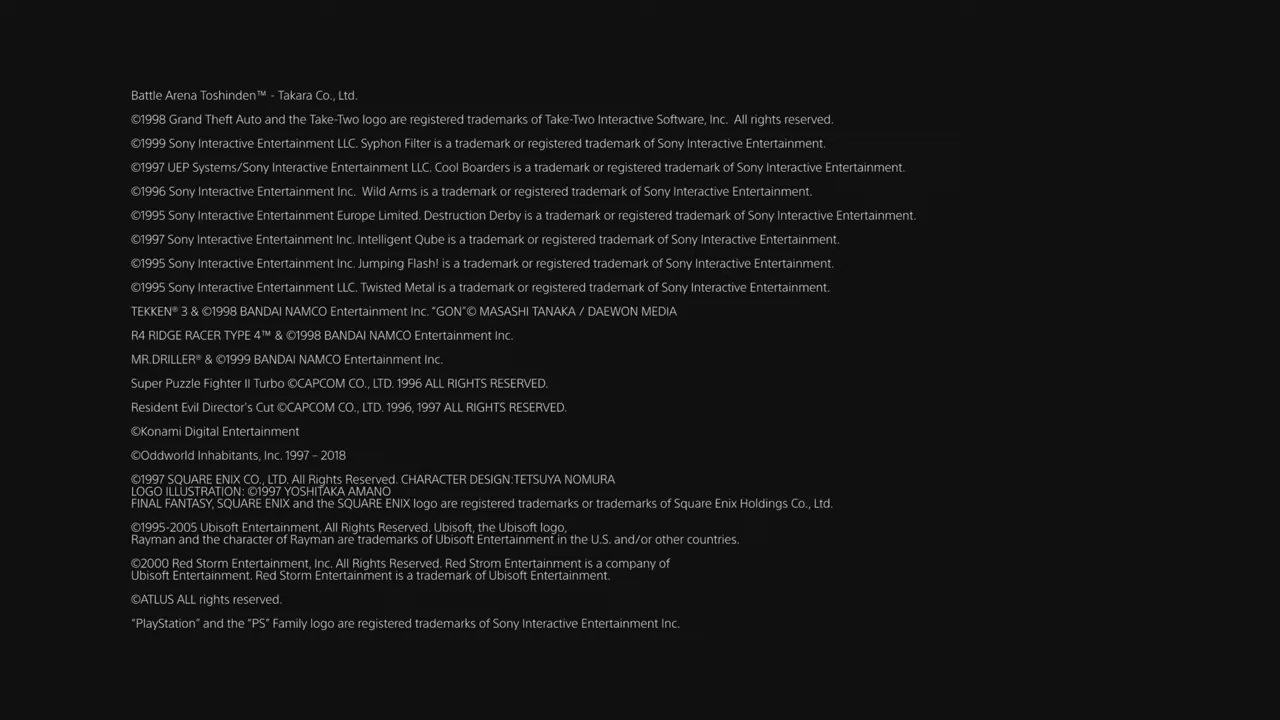 Battle Arena Toshinden™ - Takara Co., Ltd.
©1998 Grand Theft Auto and the Take-Two logo are registered trademarks of Take-Two Interactive Software, Inc.  All rights reserved.
©1999 Sony Interactive Entertainment LLC. Syphon Filter is a trademark or registered trademark of Sony Interactive Entertainment.
©1997 UEP Systems/Sony Interactive Entertainment LLC. Cool Boarders is a trademark or registered trademark of Sony Interactive Entertainment.
©1996 Sony Interactive Entertainment Inc.  Wild Arms is a trademark or registered trademark of Sony Interactive Entertainment.
©1995 Sony Interactive Entertainment Europe Limited. Destruction Derby is a trademark or registered trademark of Sony Interactive Entertainment.
©1997 Sony Interactive Entertainment Inc. Intelligent Qube is a trademark or registered trademark of Sony Interactive Entertainment.
©1995 Sony Interactive Entertainment Inc. Jumping Flash! is a trademark or registered trademark of Sony Interactive Entertainment.
©1995 Sony Interactive Entertainment LLC. Twisted Metal is a trademark or registered trademark of Sony Interactive Entertainment.
TEKKEN® 3 & ©1998 BANDAI NAMCO Entertainment Inc. "GON"© MASASHI TANAKA / DAEWON MEDIA
R4 RIDGE RACER TYPE 4™ & ©1998 BANDAI NAMCO Entertainment Inc.
MR.DRILLER® & ©1999 BANDAI NAMCO Entertainment Inc.
Super Puzzle Fighter II Turbo ©CAPCOM CO., LTD. 1996 ALL RIGHTS RESERVED.
Resident Evil Director's Cut ©CAPCOM CO., LTD. 1996, 1997 ALL RIGHTS RESERVED.
©Konami Digital Entertainment
©Oddworld Inhabitants, Inc. 1997 – 2018
©1997 SQUARE ENIX CO., LTD. All Rights Reserved. CHARACTER DESIGN:TETSUYA NOMURA
LOGO ILLUSTRATION: ©1997 YOSHITAKA AMANO
FINAL FANTASY, SQUARE ENIX and the SQUARE ENIX logo are registered trademarks or trademarks of Square Enix Holdings Co., Ltd.
©1995-2005 Ubisoft Entertainment, All Rights Reserved. Ubisoft, the Ubisoft logo,
Rayman and the character of Rayman are trademarks of Ubisoft Entertainment in the U.S. and/or other countries.
©2000 Red Storm Entertainment, Inc. All Rights Reserved. Red Strom Entertainment is a company of
Ubisoft Entertainment. Red Storm Entertainment is a trademark of Ubisoft Entertainment.
©ATLUS ALL rights reserved.
"PlayStation" and the "PS" Family logo are registered trademarks of Sony Interactive Entertainment Inc.